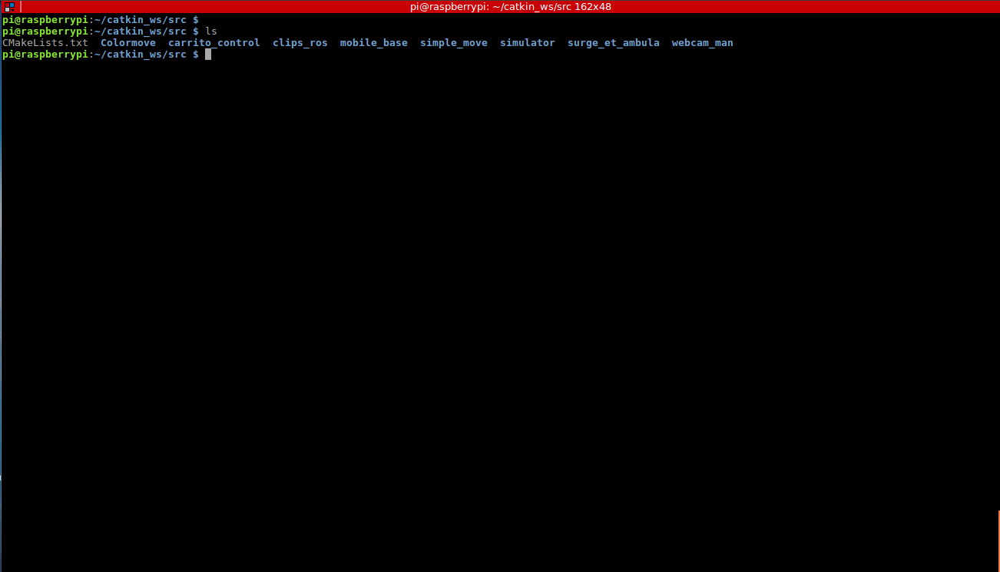 pi@raspberrypi: ~/catkin_ws/src 162x48
pi@raspberrypi:~/catkin_ws/src $
pi@raspberrypi:~/catkin_ws/src $ ls
CMakeLists.txt  Colormove  carrito_control  clips_ros  mobile_base  simple_move  simulator  surge_et_ambula  webcam_man
pi@raspberrypi:~/catkin_ws/src $